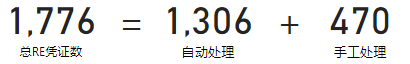 1,776 = 1,306 + 470
总RE凭证数 自动处理 手工处理